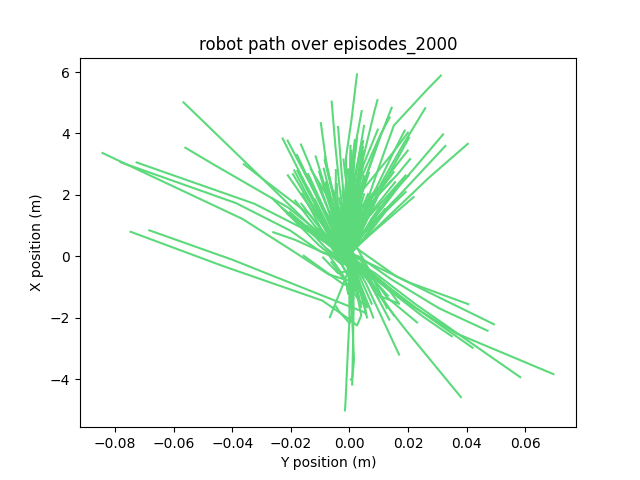 robot path over episodes_2000
6
4
2
0
−2
−4
X position (m)
−0.08 −0.06 −0.04 −0.02 0.00 0.02 0.04 0.06
Y position (m)